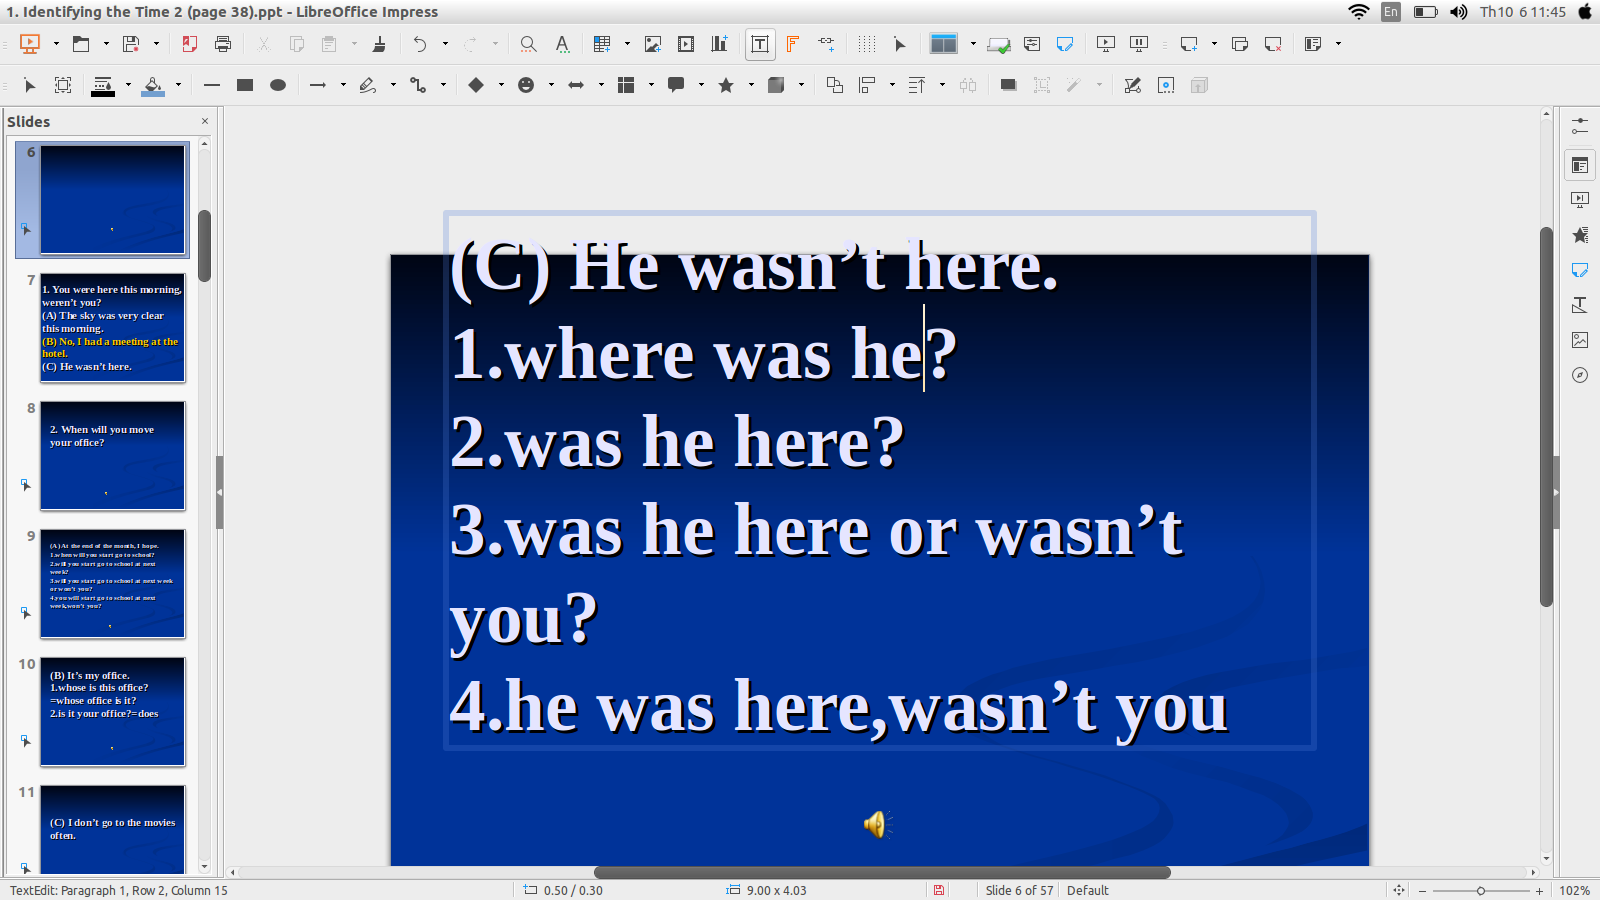 1. Identifying the Time 2 (page 38).ppt - LibreOffice Impress
En
Th10 6 11:45
Slides
6
7
1. You were here this morning,
weren't you?
(A) The sky was very clear
this morning.
(B) No, I had a meeting at the
hotel.
(C) He wasn't here.
8
2. When will you move
your office?
9
(A) At the end of the month, I hope.
1.when will you start go to school?
2.will you start go to school at next
week?
3.will you start go to school at next week
or won't you?
4.you will start go to school at next
week,won't you?
10
(B) It's my office.
1.whose is this office?
=whose office is it?
2.is it your office?=does
11
(C) I don't go to the movies
often.
(C) He wasn't here.
1.where was he?
2.was he here?
3.was he here or wasn't
you?
4.he was here,wasn't you
TextEdit: Paragraph 1, Row 2, Column 15
0.50 / 0.30
9.00 x 4.03
Slide 6 of 57
Default
102%